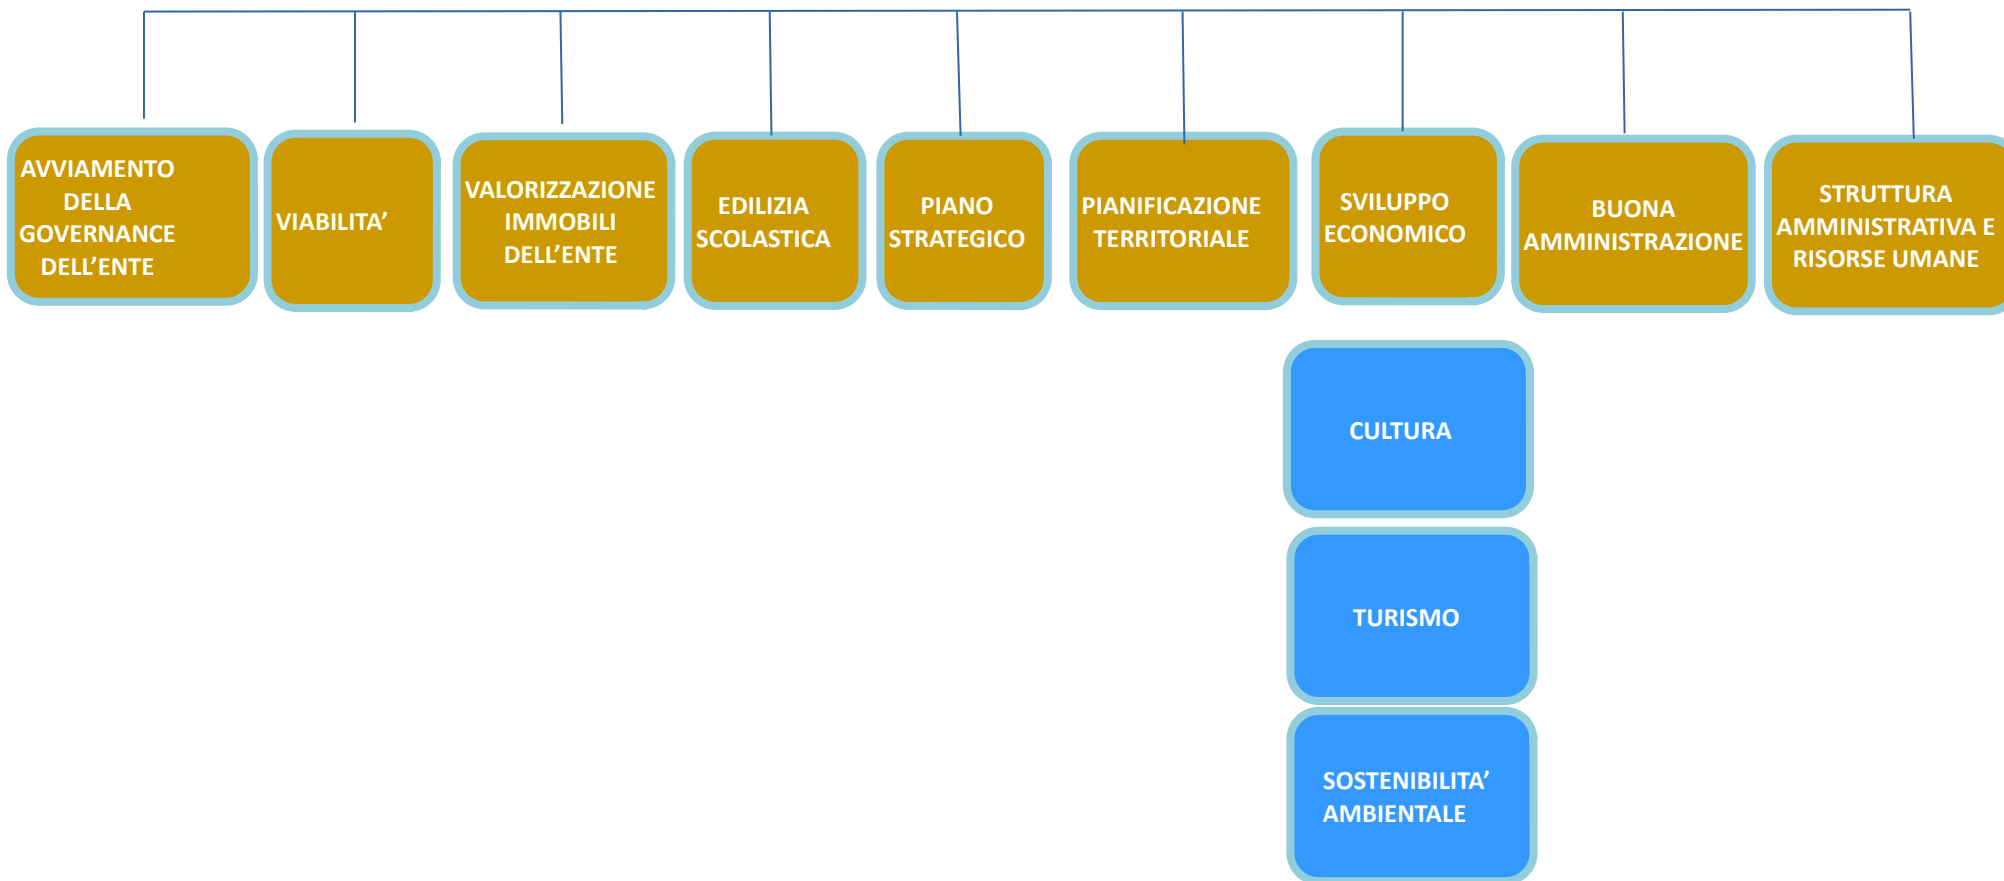 AVVIAMENTO
DELLA
GOVERNANCE
DELL’ENTE
VIABILITA’
VALORIZZAZIONE
IMMOBILI
DELL’ENTE
EDILIZIA
SCOLASTICA
PIANO
STRATEGICO
PIANIFICAZIONE
TERRITORIALE
SVILUPPO
ECONOMICO
BUONA
AMMINISTRAZIONE
STRUTTURA
AMMINISTRATIVA E
RISORSE UMANE
CULTURA
TURISMO
SOSTENIBILITA’
AMBIENTALE